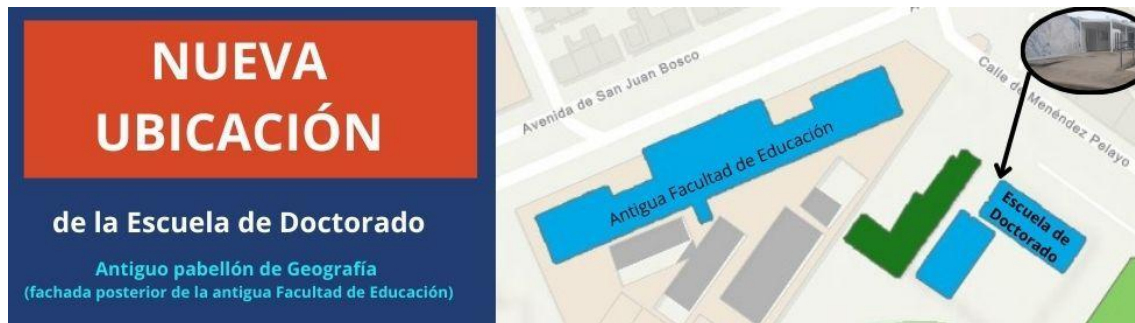 NUEVA
UBICACIÓN
de la Escuela de Doctorado
Antiguo pabellón de Geografía
(fachada posterior de la antigua Facultad de Educación)
Avenida de San Juan Bosco
Antigua Facultad de Educación
Calle de Menéndez Pelayo
Escuela de
Doctorado